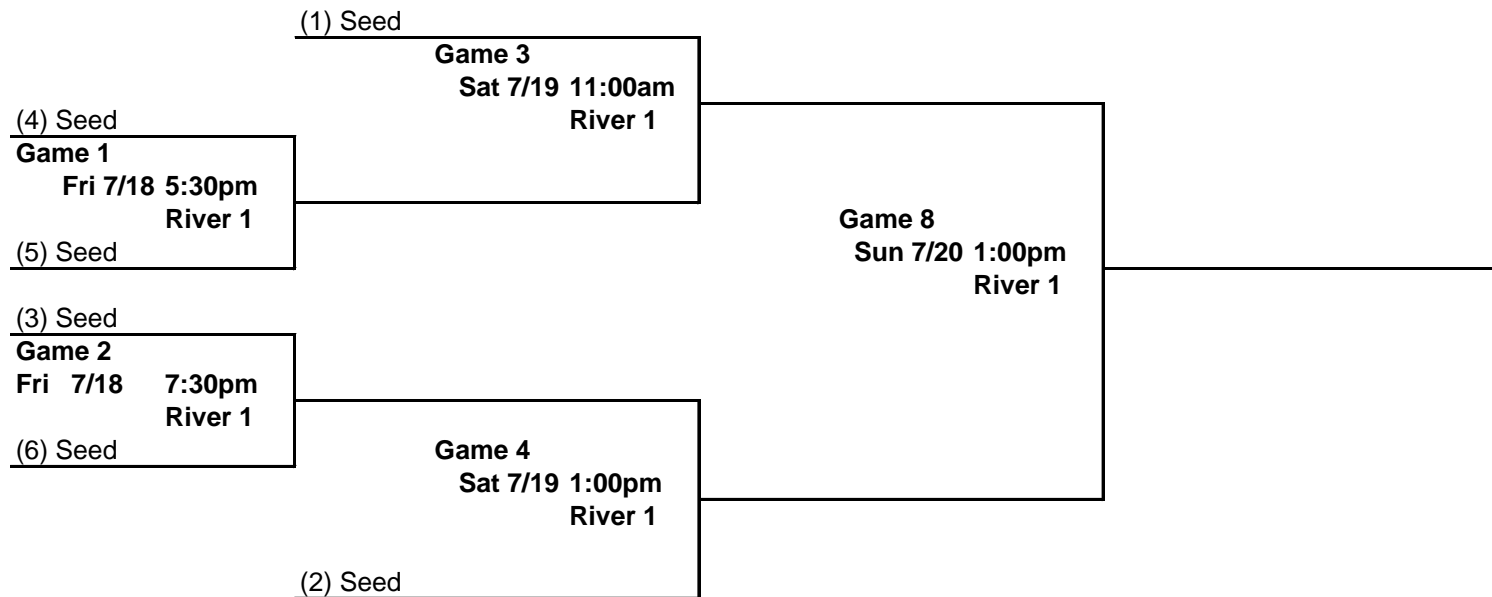 (1) Seed
Game 3
Sat 7/19 11:00am
River 1
(4) Seed
Game 1
Fri 7/18 5:30pm
River 1
(5) Seed
Game 8
Sun 7/20 1:00pm
River 1
(3) Seed
Game 2
Fri 7/18 7:30pm
River 1
(6) Seed
Game 4
Sat 7/19 1:00pm
River 1
(2) Seed